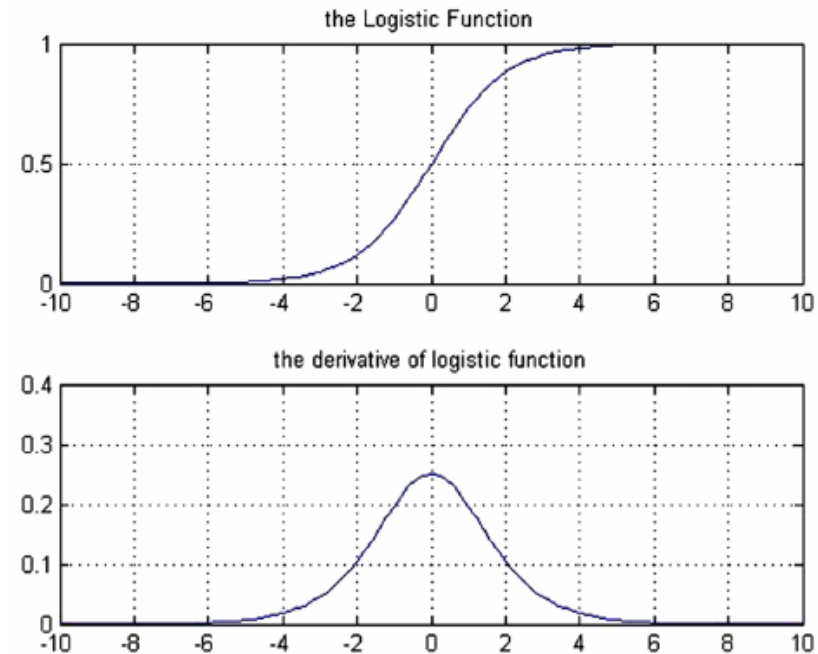 the Logistic Function
1
0.5
0
-10 -8 -6 -4 -2 0 2 4 6 8 10
the derivative of logistic function
0.4
0.3
0.2
0.1
0
-10 -8 -6 -4 -2 0 2 4 6 8 10